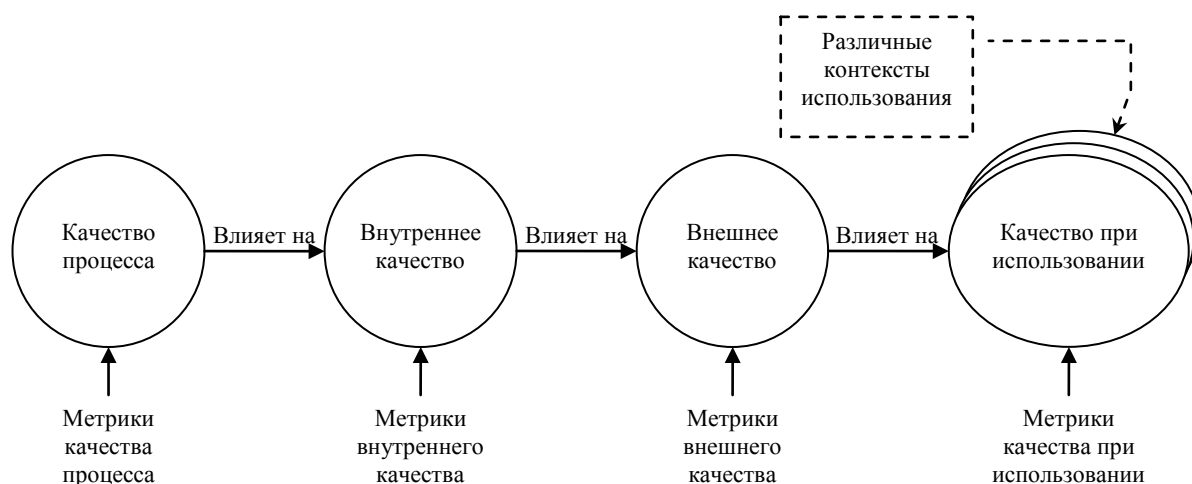 Различные
контексты
использования
Качество
процесса
Влияет на
Внутреннее
качество
Влияет на
Внешнее
качество
Влияет на
Качество при
использовании
Метрики
качества
процесса
Метрики
внутреннего
качества
Метрики
внешнего
качества
Метрики
качества при
использовании